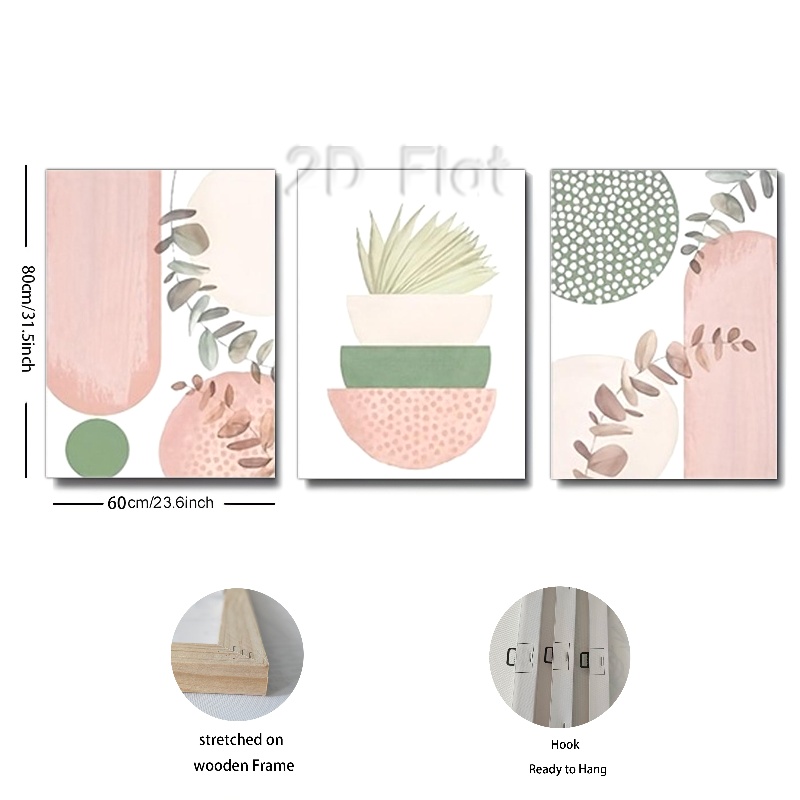 2D Flat
80cm/31.5inch
60cm/23.6inch
stretched on
wooden Frame
Hook
Ready to Hang